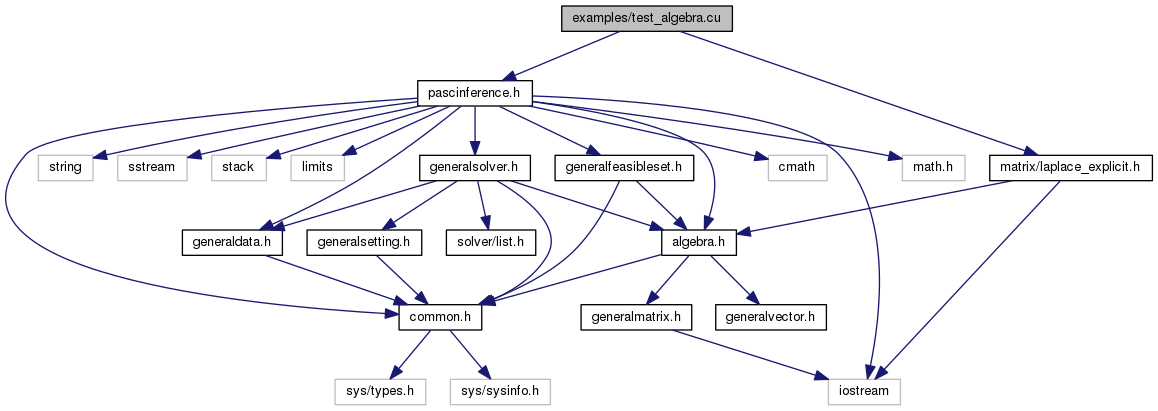 examples/test_algebra.cu
pascinference.h
string
sstream
stack
limits
generalsolver.h
generalfeasibleset.h
cmath
math.h
matrix/laplace_explicit.h
generaldata.h
generalsetting.h
solver/list.h
algebra.h
common.h
generalmatrix.h
generalvector.h
sys/types.h
sys/sysinfo.h
iostream